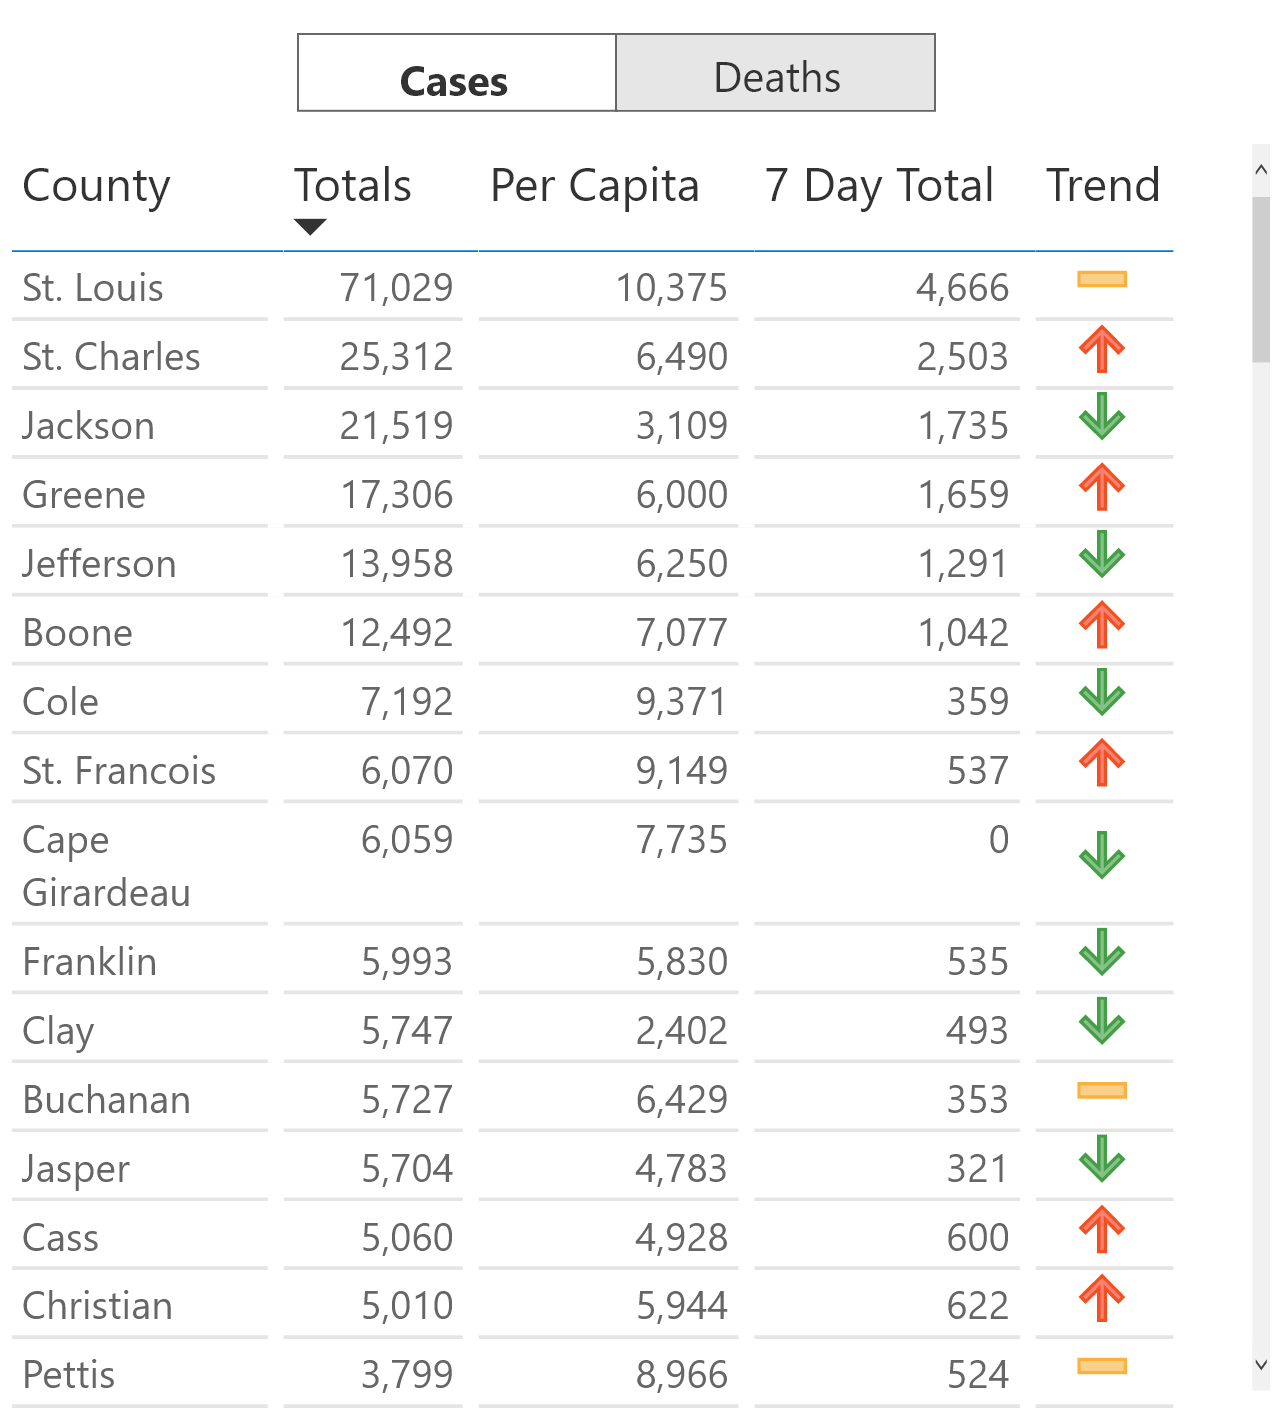 Cases Deaths
County Totals Per Capita 7 Day Total Trend
St. Louis 71,029 10,375 4,666
St. Charles 25,312 6,490 2,503
Jackson 21,519 3,109 1,735
Greene 17,306 6,000 1,659
Jefferson 13,958 6,250 1,291
Boone 12,492 7,077 1,042
Cole 7,192 9,371 359
St. Francois 6,070 9,149 537
Cape 6,059 7,735 0
Girardeau
Franklin 5,993 5,830 535
Clay 5,747 2,402 493
Buchanan 5,727 6,429 353
Jasper 5,704 4,783 321
Cass 5,060 4,928 600
Christian 5,010 5,944 622
Pettis 3,799 8,966 524